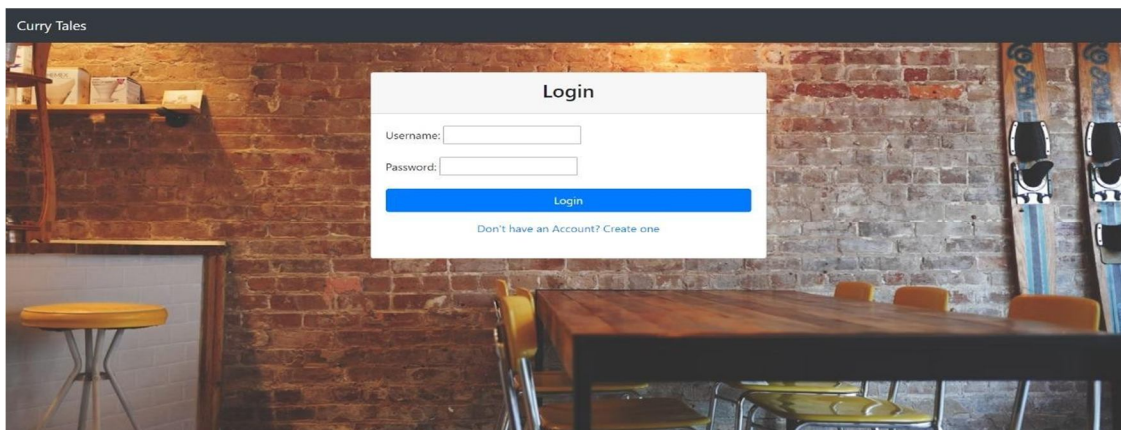 Curry Tales
Login
Username:
Password:
Login
Don't have an Account? Create one